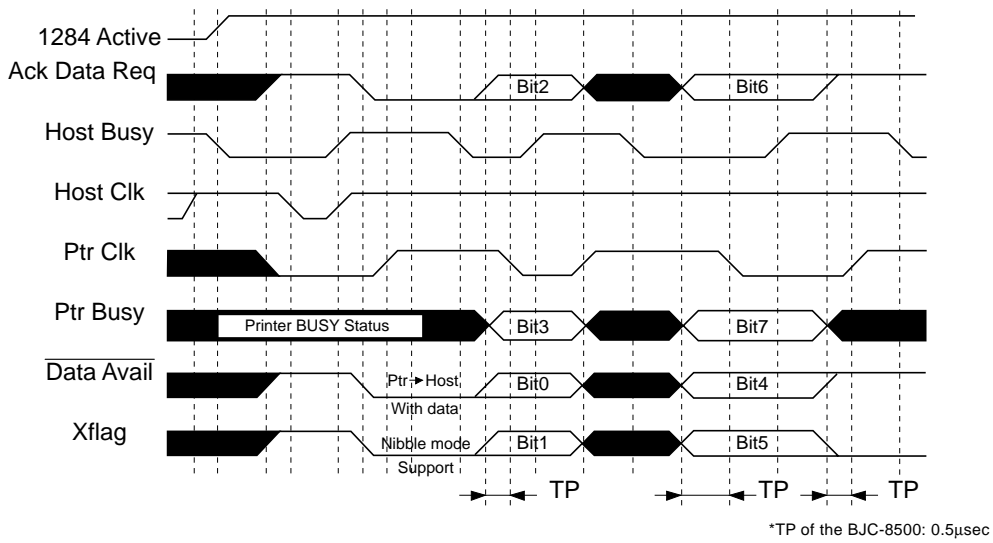 1284 Active
Ack Data Req
Bit2
Bit6
Host Busy
Host Clk
Ptr Clk
Ptr Busy
Printer BUSY Status
Bit3
Bit7
Data Avail
Ptr Host
With data
Bit0
Bit4
Xflag
Nibble mode
Support
Bit1
Bit5
TP
TP
TP
*TP of the BJC-8500: 0.5μsec